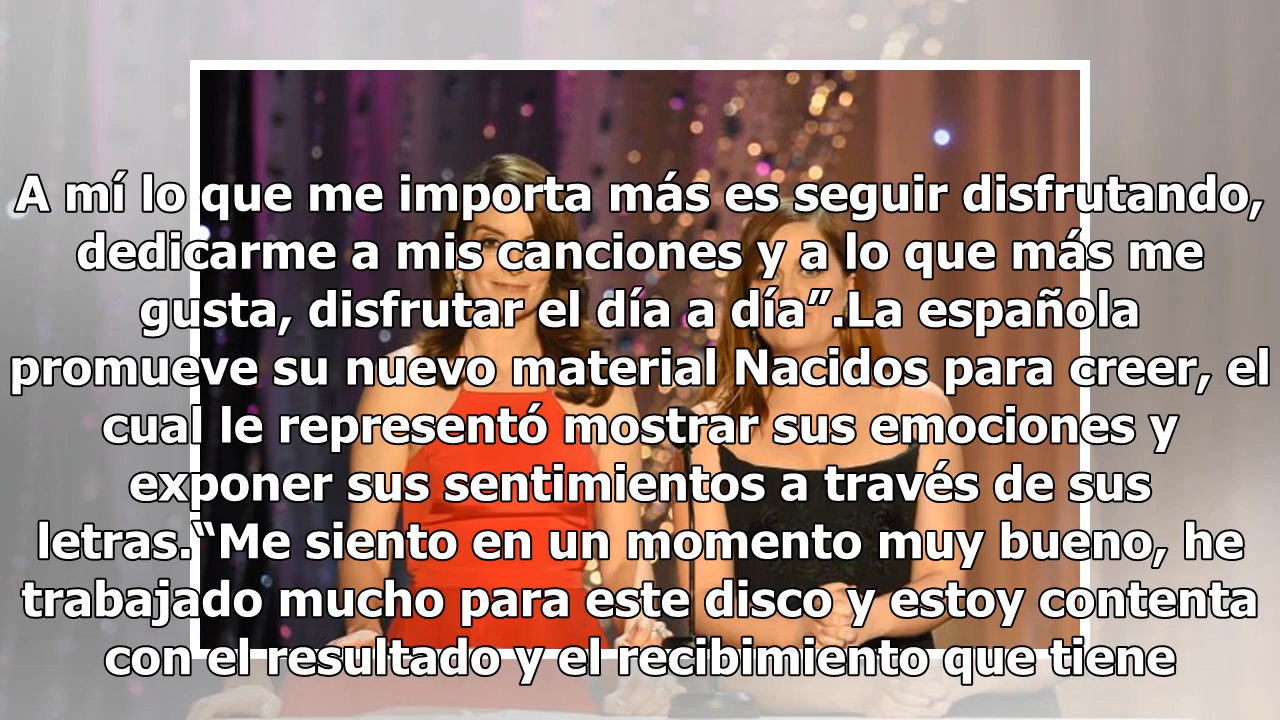 A mí lo que me importa más es seguir disfrutando,
dedicarme a mis canciones y a lo que más me
gusta, disfrutar el día a día”.La española
promueve su nuevo material Nacidos para creer, el
cual le representó mostrar sus emociones y
exponer sus sentimientos a través de sus
letras.“Me siento en un momento muy bueno, he
trabajado mucho para este disco y estoy contenta
con el resultado y el recibimiento que tiene